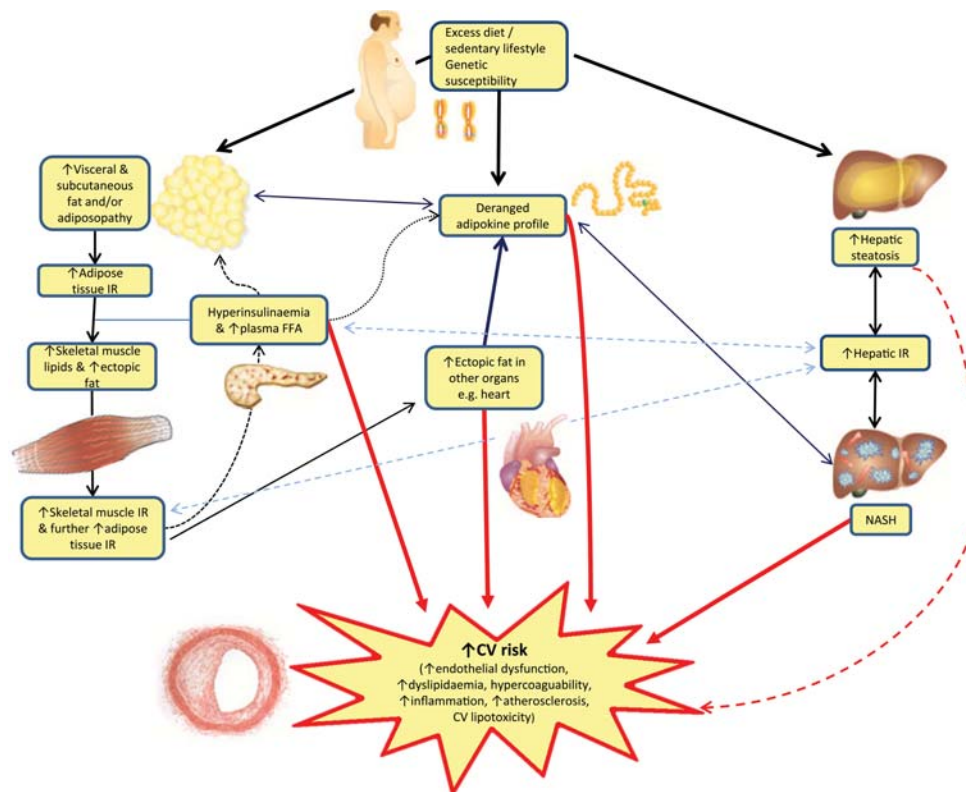 Excess diet /
sedentary lifestyle
Genetic
susceptibility
↑Visceral &
subcutaneous
fat and/or
adiposopathy
Deranged
adipokine profile
↑Hepatic
steatosis
↑Adipose
tissue IR
Hyperinsulinaemia
& ↑plasma FFA
↑Skeletal muscle
lipids & ↑ectopic
fat
↑Ectopic fat in
other organs
e.g. heart
↑Hepatic IR
↑Skeletal muscle IR
& further ↑adipose
tissue IR
NASH
↑CV risk
(↑endothelial dysfunction,
↑dyslipidaemia, hypercoaguability,
↑inflammation, ↑atherosclerosis,
CV lipotoxicity)